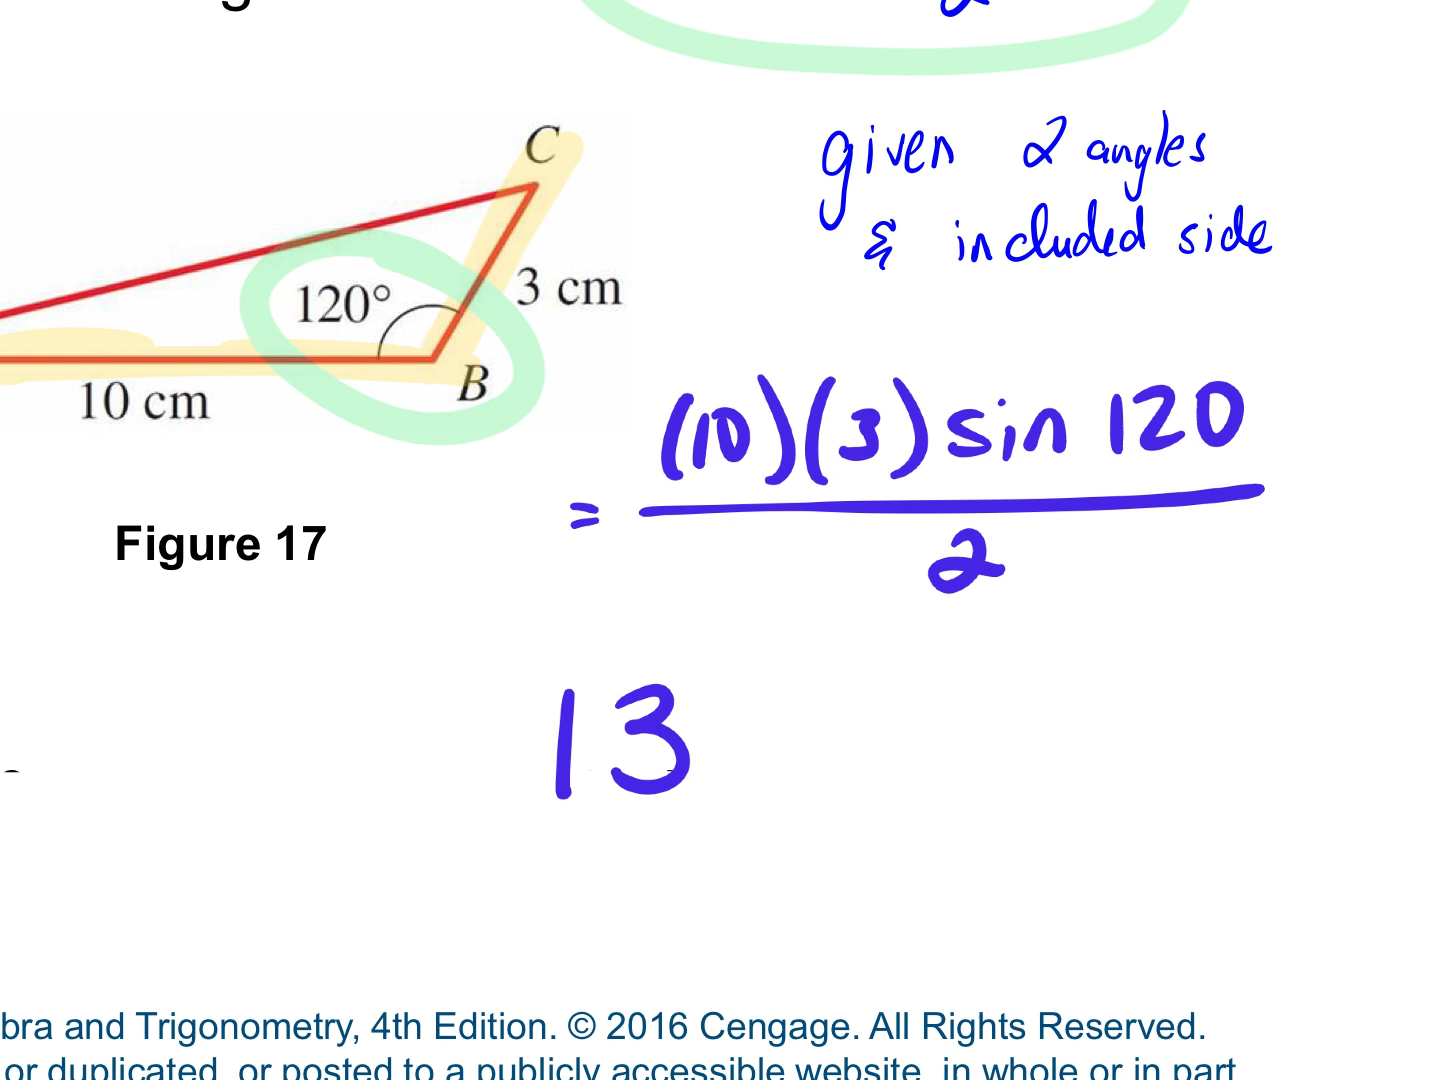 C
given 2 angles
& included side
120°
3 cm
10 cm
B
(10)(3) sin 120
=
2
Figure 17
13
bra and Trigonometry, 4th Edition. © 2016 Cengage. All Rights Reserved.
or duplicated, or posted to a publicly accessible website, in whole or in part